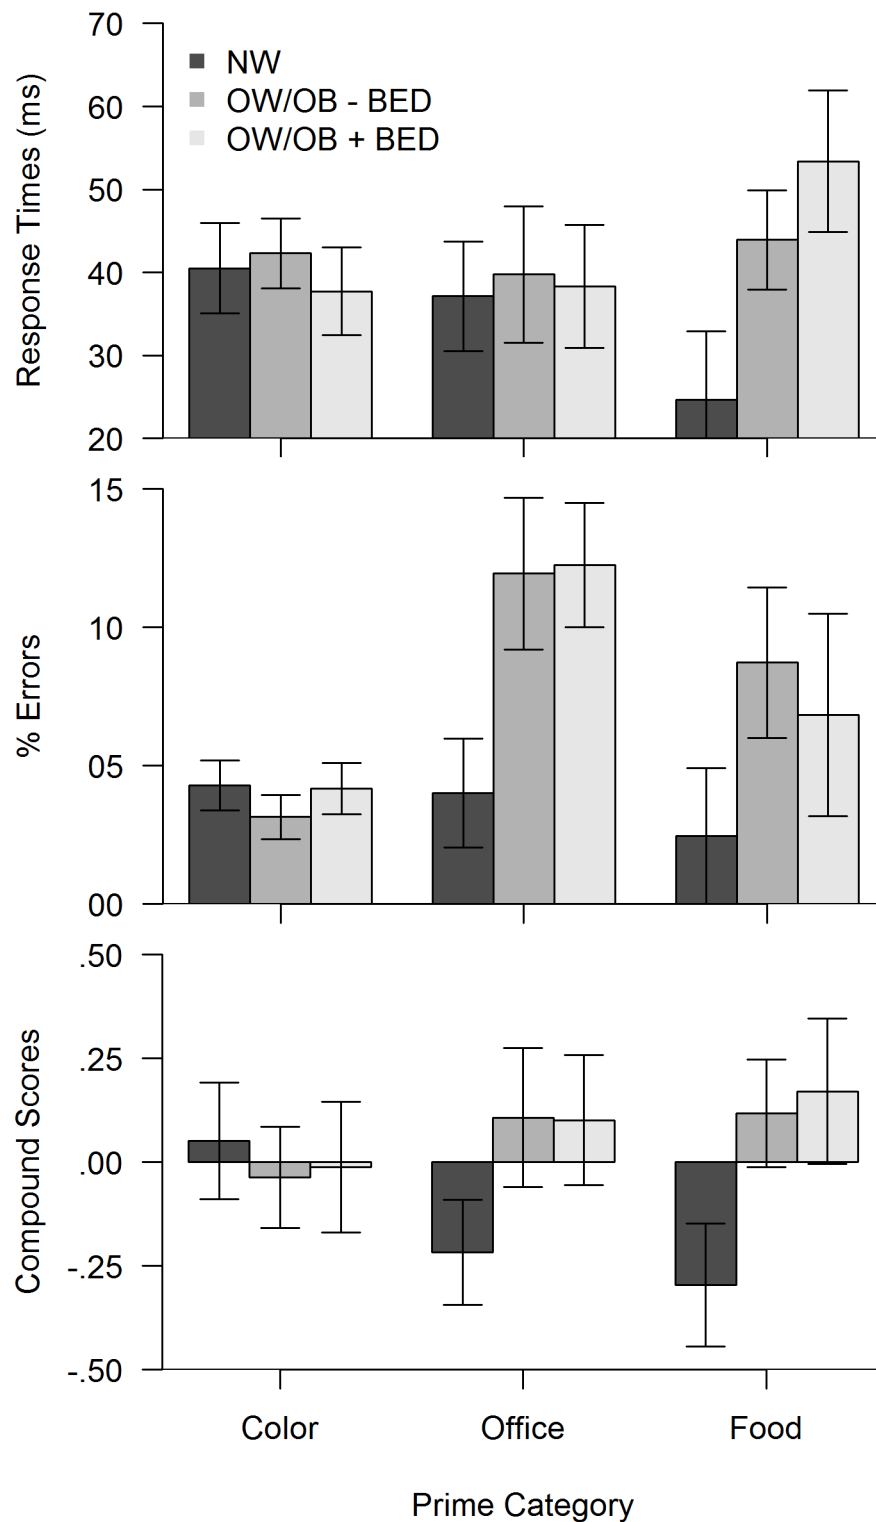 70
60
50
40
30
20
Response Times (ms)
NW
OW/OB - BED
OW/OB + BED
15
10
05
00
% Errors
.50
.25
.00
-.25
-.50
Compound Scores
Color Office Food
Prime Category